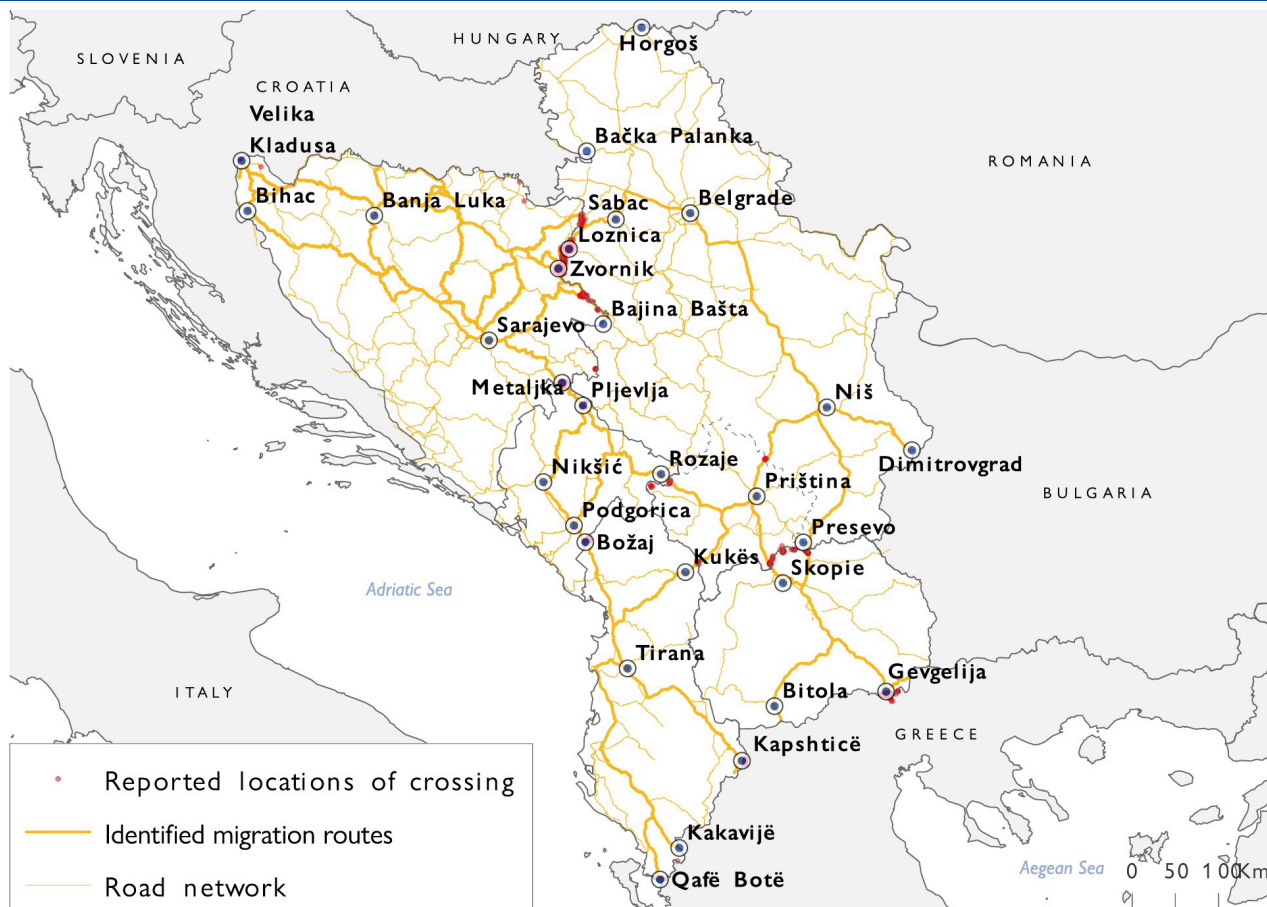 HUNGARY
Horgoš
SLOVENIA
CROATIA
Velika
Kladusa
Bačka Palanka
ROMANIA
Bihac
Banja Luka
Sabac
Belgrade
Loznica
Zvornik
Bajina Bašta
Sarajevo
Metaljka
Pljevlja
Niš
Dimitrovgrad
Nikšić
Rozaje
Priština
BULGARIA
Podgorica
Presevo
Božaj
Kukës
Skopie
Adriatic Sea
Tirana
Gevgelija
ITALY
Bitola
GREECE
Kapshticë
Kakavijë
Qafë Botë
Aegean Sea
0 50 100Km
Reported locations of crossing
Identified migration routes
Road network